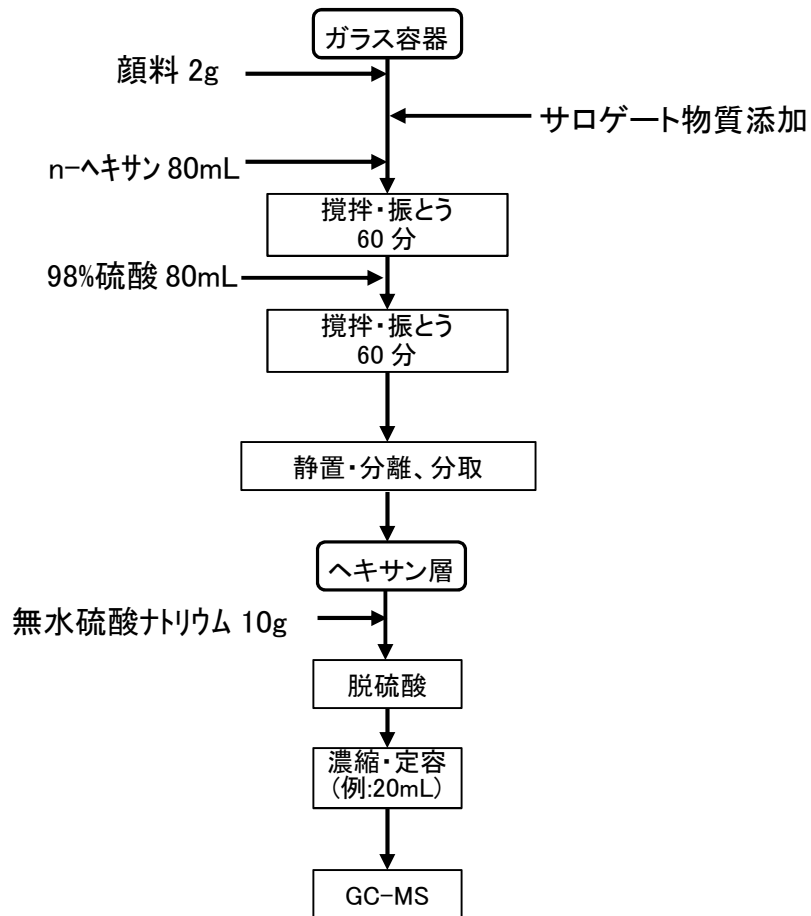 ガラス容器
顔料 2g
サロゲート物質添加
n-ヘキサン 80mL
撹拌・振とう
60 分
98%硫酸 80mL
撹拌・振とう
60 分
静置・分離、分取
ヘキサン層
無水硫酸ナトリウム 10g
脱硫酸
濃縮・定容
(例:20mL)
GC-MS